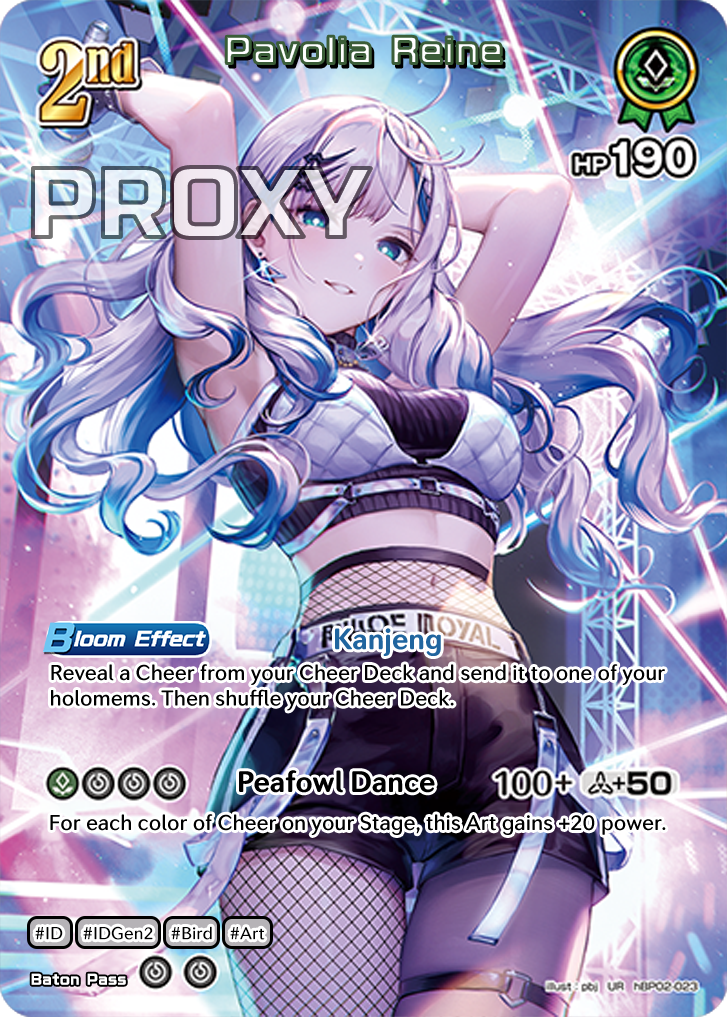 2nd
Pavolia Reine
HP190
PROXY
ROYAL
Bloom Effect
Kanjeng
Reveal a Cheer from your Cheer Deck and send it to one of your
holomems. Then shuffle your Cheer Deck.
Peafowl Dance
100+
+50
For each color of Cheer on your Stage, this Art gains +20 power.
#ID #IDGen2 #Bird #Art
Baton Pass
illust : pbj UR hBP02-023